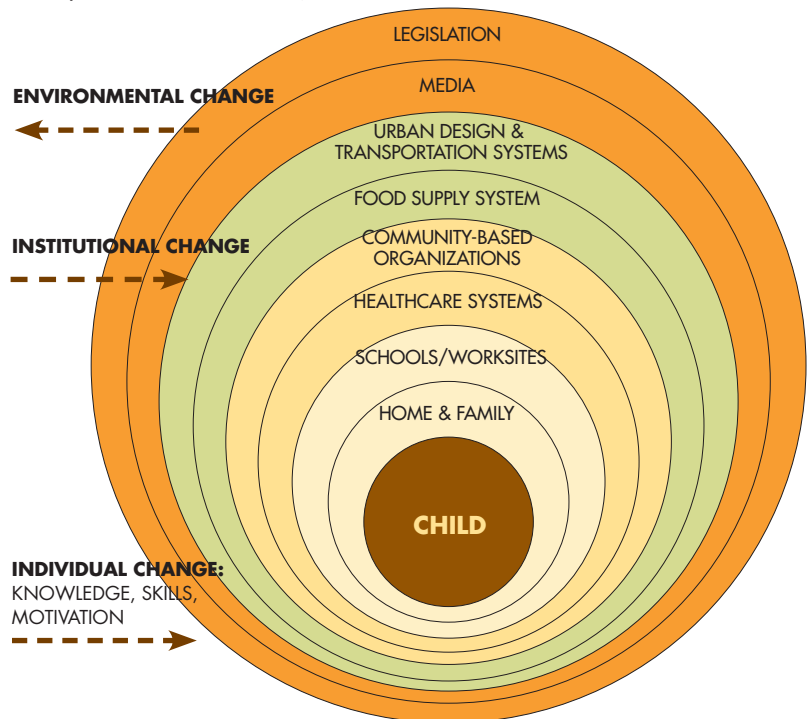 LEGISLATION
MEDIA
ENVIRONMENTAL CHANGE
URBAN DESIGN &
TRANSPORTATION SYSTEMS
FOOD SUPPLY SYSTEM
COMMUNITY-BASED
ORGANIZATIONS
INSTITUTIONAL CHANGE
HEALTHCARE SYSTEMS
SCHOOLS/WORKSITES
HOME & FAMILY
CHILD
INDIVIDUAL CHANGE:
KNOWLEDGE, SKILLS,
MOTIVATION